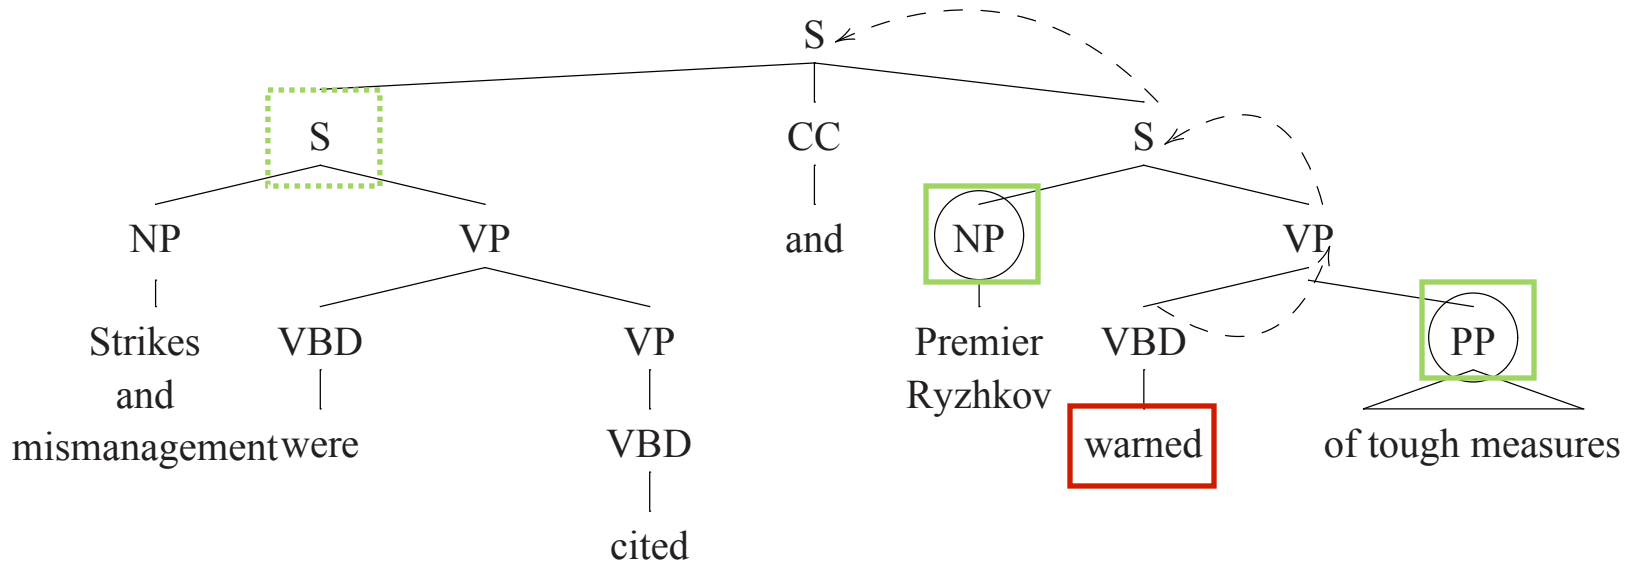 S
S CC S
NP VP and NP VP
Strikes VBD VP Premier VBD PP
and Ryzhkov
mismanagement were VBD warned of tough measures
cited